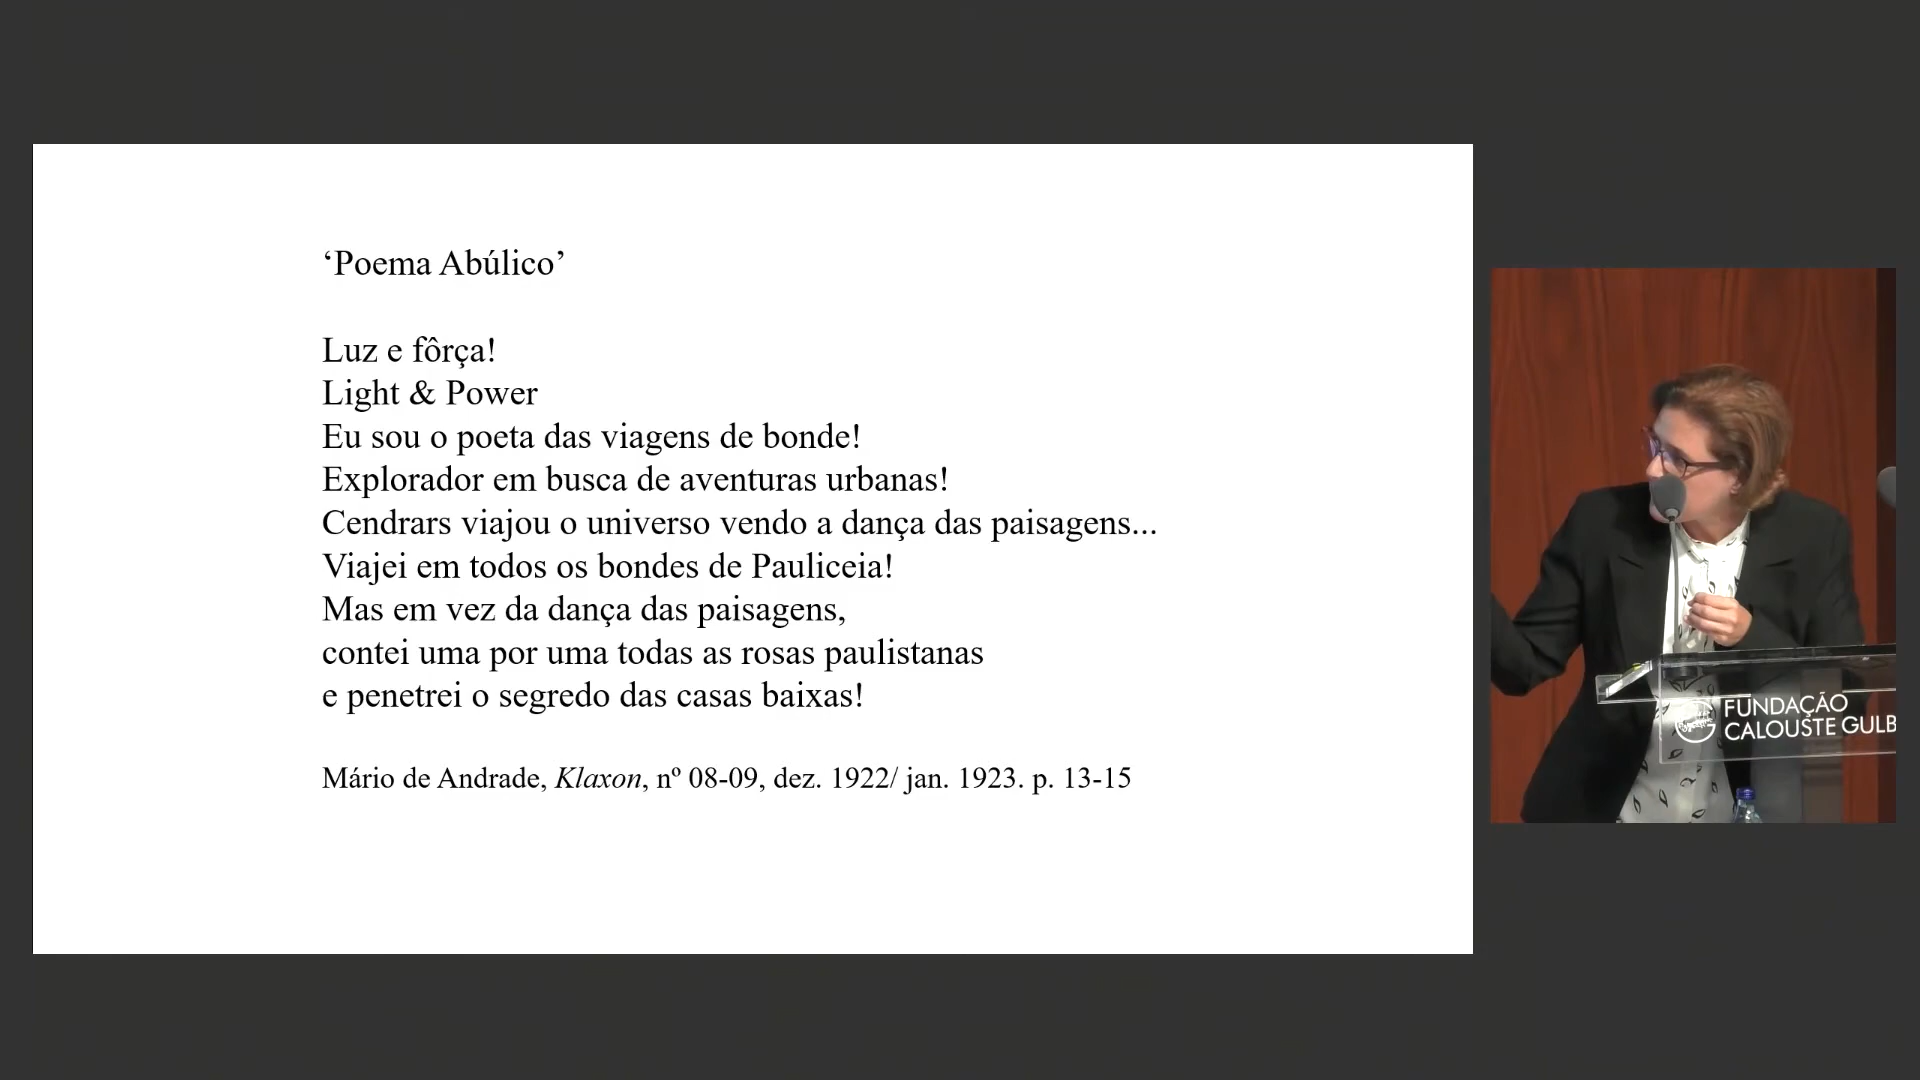 ‘Poema Abúlico’
Luz e fôrça!
Light & Power
Eu sou o poeta das viagens de bonde!
Explorador em busca de aventuras urbanas!
Cendrars viajou o universo vendo a dança das paisagens...
Viajei em todos os bondes de Pauliceia!
Mas em vez da dança das paisagens,
contei uma por uma todas as rosas paulistanas
e penetrei o segredo das casas baixas!
Mário de Andrade, Klaxon, nº 08-09, dez. 1922/ jan. 1923. p. 13-15
FUNDAÇÃO
CALOUSTE GULB